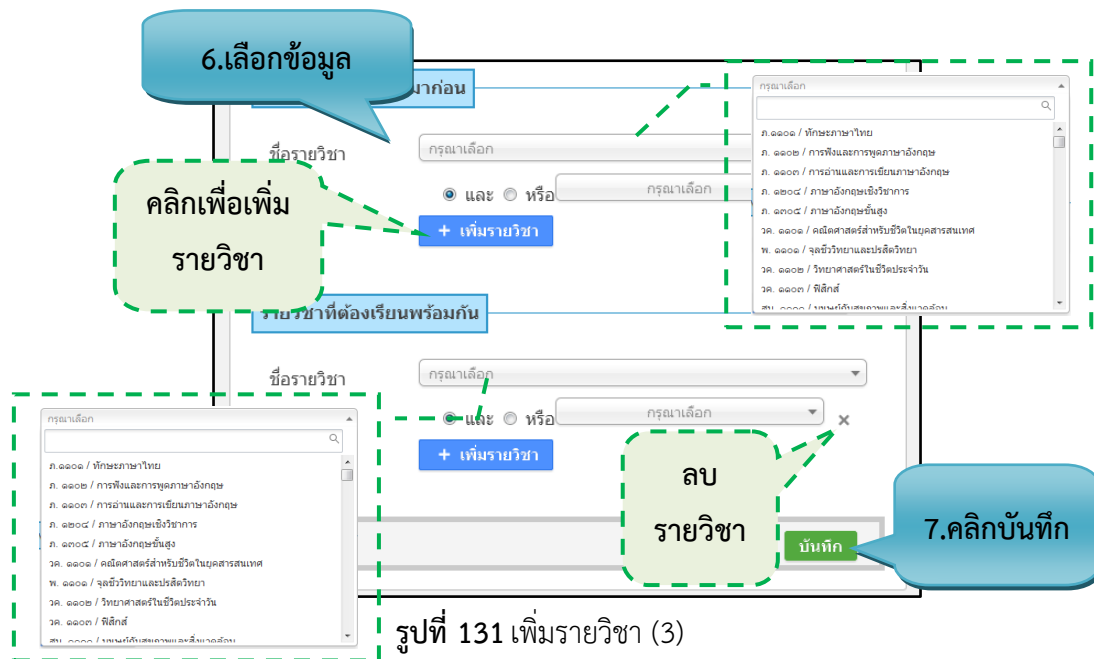 6.เลือกข้อมูล
มาก่อน
ชื่อรายวิชา
กรุณาเลือก
และ
หรือ
กรุณาเลือก
+ เพิ่มรายวิชา
คลิกเพื่อเพิ่ม
รายวิชา
กรุณาเลือก
ภ.๑๑๐๑ / ทักษะภาษาไทย
ภ. ๑๑๐๒ / การฟังและการพูดภาษาอังกฤษ
ภ. ๑๑๐๓ / การอ่านและการเขียนภาษาอังกฤษ
ภ. ๑๒๐๔ / ภาษาอังกฤษเชิงวิชาการ
ภ. ๑๓๐๕ / ภาษาอังกฤษขั้นสูง
วค. ๑๑๐๑ / คณิตศาสตร์สำหรับชีวิตในยุคสารสนเทศ
พ. ๑๑๐๑ / จุลชีววิทยาและปรสิตวิทยา
วค. ๑๑๐๒ / วิทยาศาสตร์ในชีวิตประจำวัน
วค. ๑๑๐๓ / ฟิสิกส์
รายวิชาที่ต้องเรียนพร้อมกัน
ชื่อรายวิชา
กรุณาเลือก
และ
หรือ
กรุณาเลือก
+ เพิ่มรายวิชา
ลบ
รายวิชา
กรุณาเลือก
ภ.๑๑๐๑ / ทักษะภาษาไทย
ภ. ๑๑๐๒ / การฟังและการพูดภาษาอังกฤษ
ภ. ๑๑๐๓ / การอ่านและการเขียนภาษาอังกฤษ
ภ. ๑๒๐๔ / ภาษาอังกฤษเชิงวิชาการ
ภ. ๑๓๐๕ / ภาษาอังกฤษขั้นสูง
วค. ๑๑๐๑ / คณิตศาสตร์สำหรับชีวิตในยุคสารสนเทศ
พ. ๑๑๐๑ / จุลชีววิทยาและปรสิตวิทยา
วค. ๑๑๐๒ / วิทยาศาสตร์ในชีวิตประจำวัน
วค. ๑๑๐๓ / ฟิสิกส์
บันทึก
7.คลิกบันทึก
รูปที่ 131 เพิ่มรายวิชา (3)